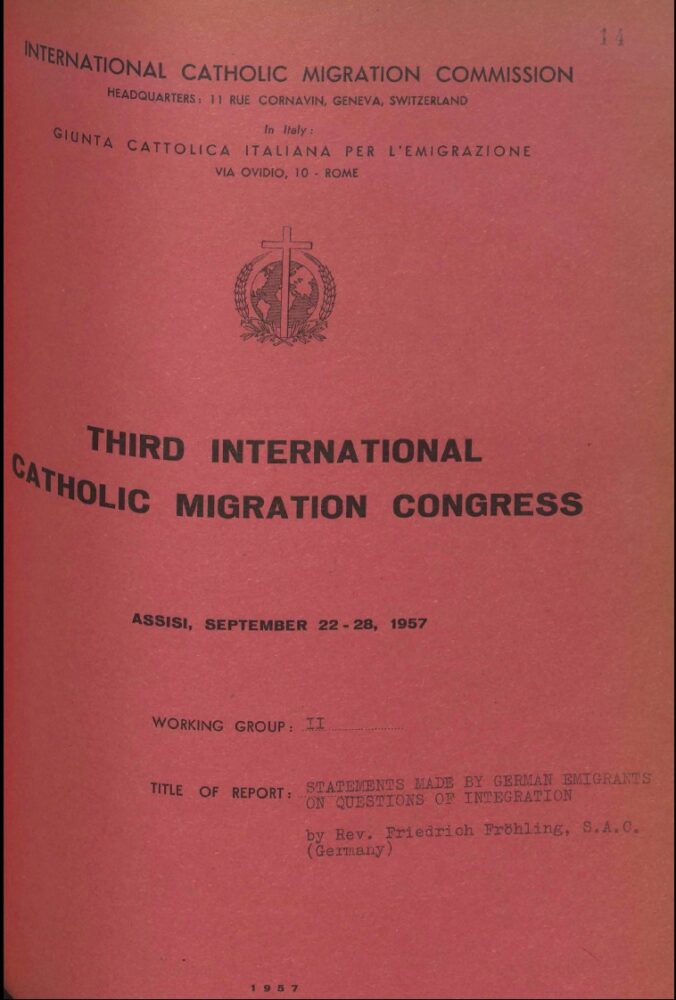 14
INTERNATIONAL CATHOLIC MIGRATION COMMISSION
HEADQUARTERS: 11 RUE CORNAVIN, GENEVA, SWITZERLAND
In Italy:
GIUNTA CATTOLICA ITALIANA PER L'EMIGRAZIONE
VIA OVIDIO, 10 - ROME
THIRD INTERNATIONAL
CATHOLIC MIGRATION CONGRESS
ASSISI, SEPTEMBER 22-28, 1957
WORKING GROUP: II
TITLE OF REPORT: STATEMENTS MADE BY GERMAN EMIGRANTS
ON QUESTIONS OF INTEGRATION
by Rev. Friedrich Fröhling, S.A.C.
(Germany)
1957